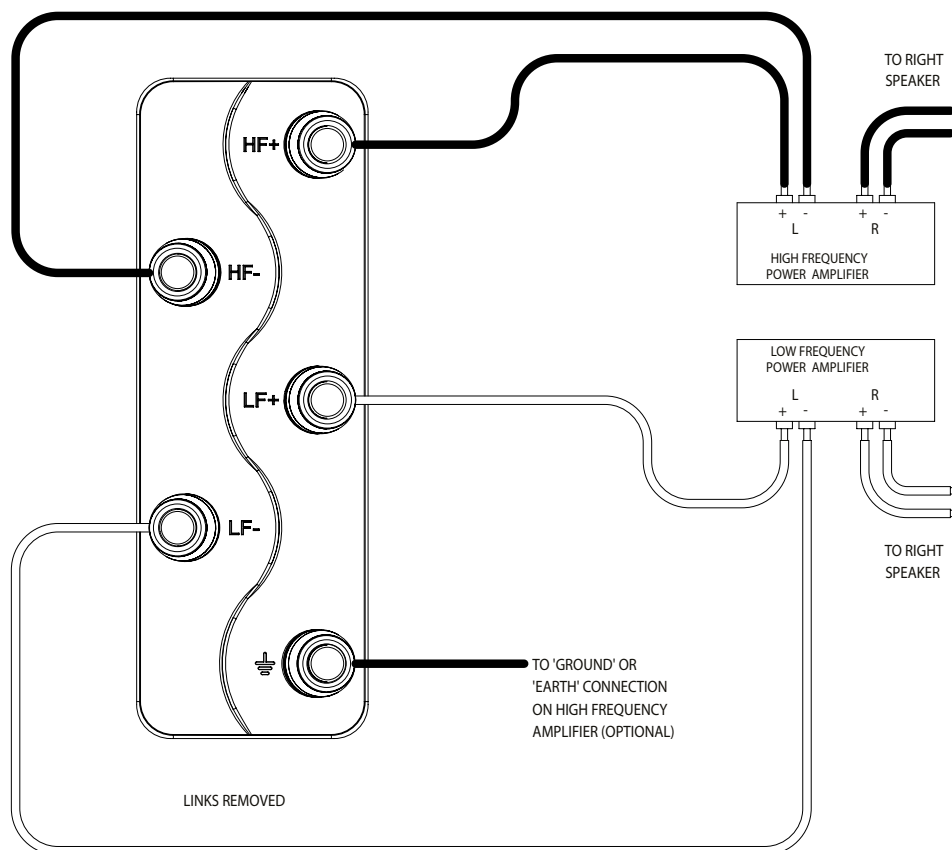 TO RIGHT
SPEAKER
HF+
+ - + -
L R
HIGH FREQUENCY
POWER AMPLIFIER
HF-
LOW FREQUENCY
POWER AMPLIFIER
L R
+ - + -
LF+
LF-
TO RIGHT
SPEAKER
TO 'GROUND' OR
'EARTH' CONNECTION
ON HIGH FREQUENCY
AMPLIFIER (OPTIONAL)
LINKS REMOVED